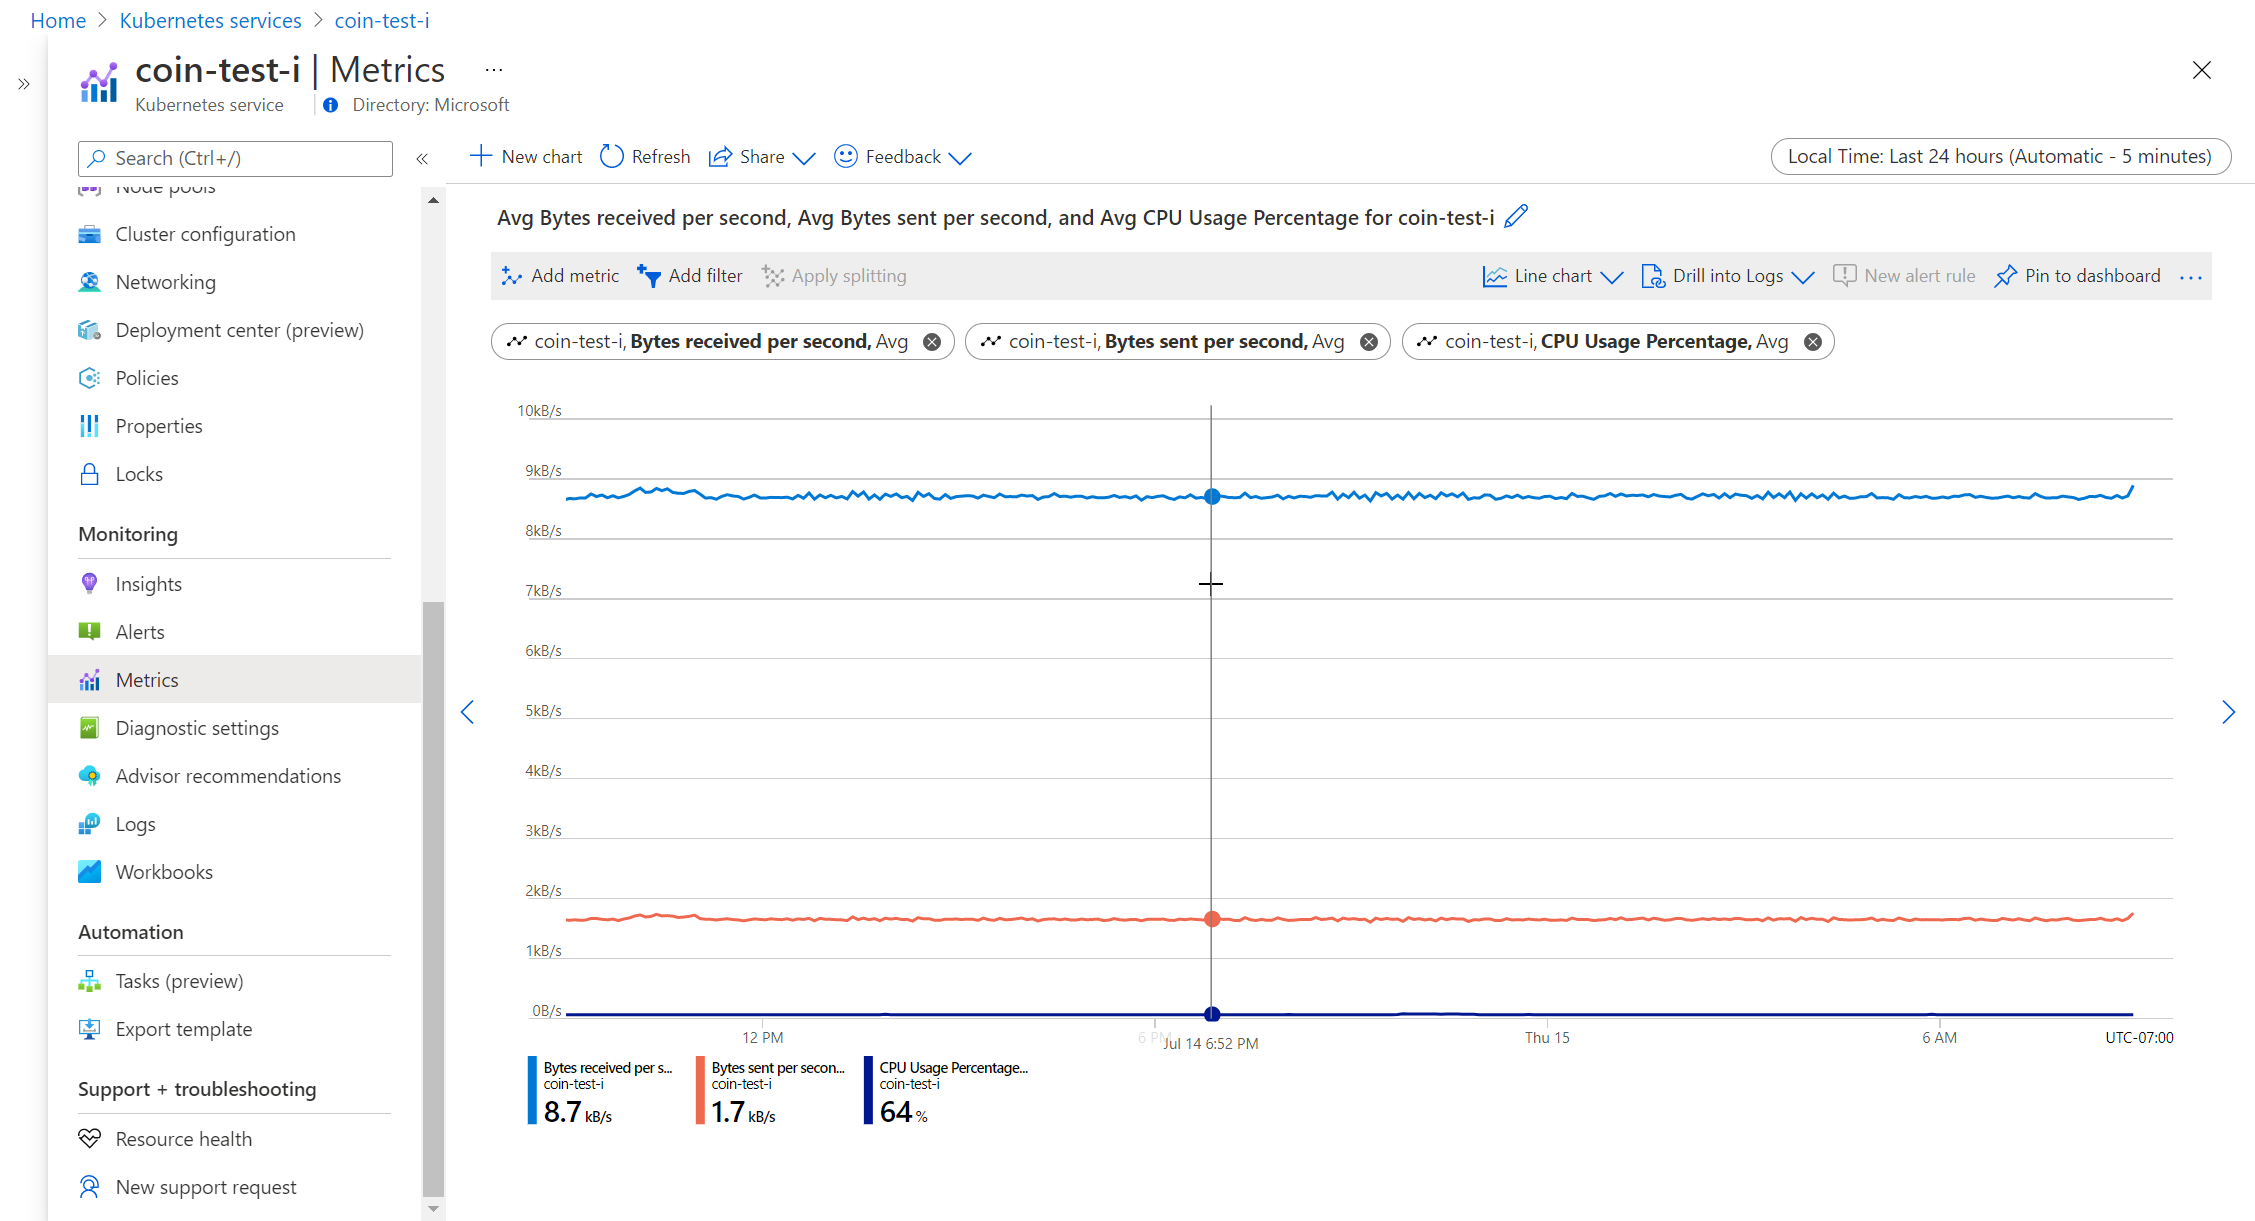 Home > Kubernetes services > coin-test-i
coin-test-i | Metrics ...
Kubernetes service Directory: Microsoft
Search (Ctrl+/)
Node pools
Cluster configuration
Networking
Deployment center (preview)
Policies
Properties
Locks
Monitoring
Insights
Alerts
Metrics
Diagnostic settings
Advisor recommendations
Logs
Workbooks
Automation
Tasks (preview)
Export template
Support + troubleshooting
Resource health
New support request
New chart Refresh Share Feedback
Local Time: Last 24 hours (Automatic - 5 minutes)
Avg Bytes received per second, Avg Bytes sent per second, and Avg CPU Usage Percentage for coin-test-i
Add metric Add filter Apply splitting
Line chart Drill into Logs New alert rule Pin to dashboard ...
coin-test-i, Bytes received per second, Avg
coin-test-i, Bytes sent per second, Avg
coin-test-i, CPU Usage Percentage, Avg
10kB/s
9kB/s
8kB/s
7kB/s
6kB/s
5kB/s
4kB/s
3kB/s
2kB/s
1kB/s
0B/s
12 PM 6 PM Jul 14 6:52 PM Thu 15 6 AM UTC-07:00
Bytes received per s...
coin-test-i
8.7 kB/s
Bytes sent per secon...
coin-test-i
1.7 kB/s
CPU Usage Percentage...
coin-test-i
64 %